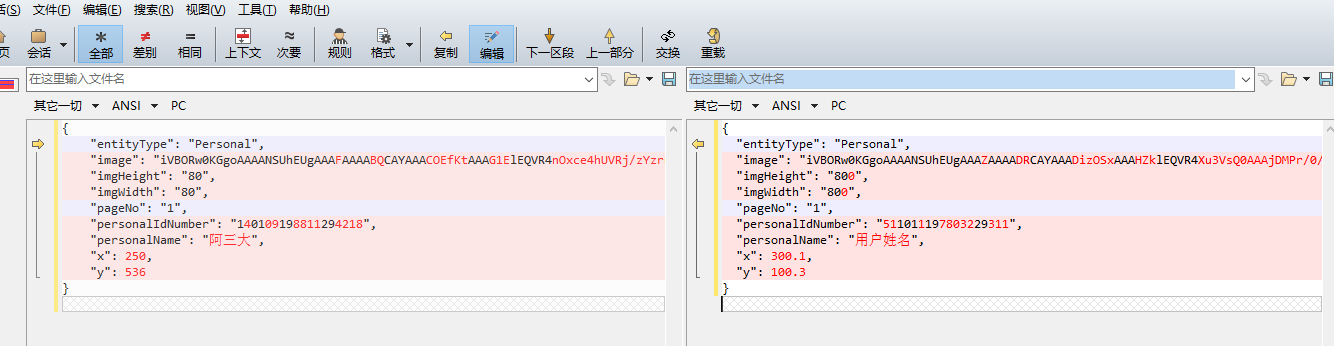 话(S) 文件(F) 编辑(E) 搜索(R) 视图(V) 工具(T) 帮助(H)
页 会话 全部 差别 相同 上下文 次要 规则 格式 复制 编辑 下一区段 上一部分 交换 重载
在这里输入文件名
其它一切 ANSI PC
{
"entityType": "Personal",
"image": "iVBORw0KGgoAAAANSUhEUgAAAFAAAABQCAYAAACOEfKtAAAG1ElEQVR4nOxce4hUVRj/zYzr
"imgHeight": "80",
"imgWidth": "80",
"pageNo": "1",
"personalIdNumber": "140109198811294218",
"personalName": "阿三大",
"x": 250,
"y": 536
}
在这里输入文件名
其它一切 ANSI PC
{
"entityType": "Personal",
"image": "iVBORw0KGgoAAAANSUhEUgAAAZAAAADRCAYAAADizOSxAAAHZklEQVR4Xu3VsQ0AAAjDMPr/0/
"imgHeight": "800",
"imgWidth": "800",
"pageNo": "1",
"personalIdNumber": "511011197803229311",
"personalName": "用户姓名",
"x": 300.1,
"y": 100.3
}